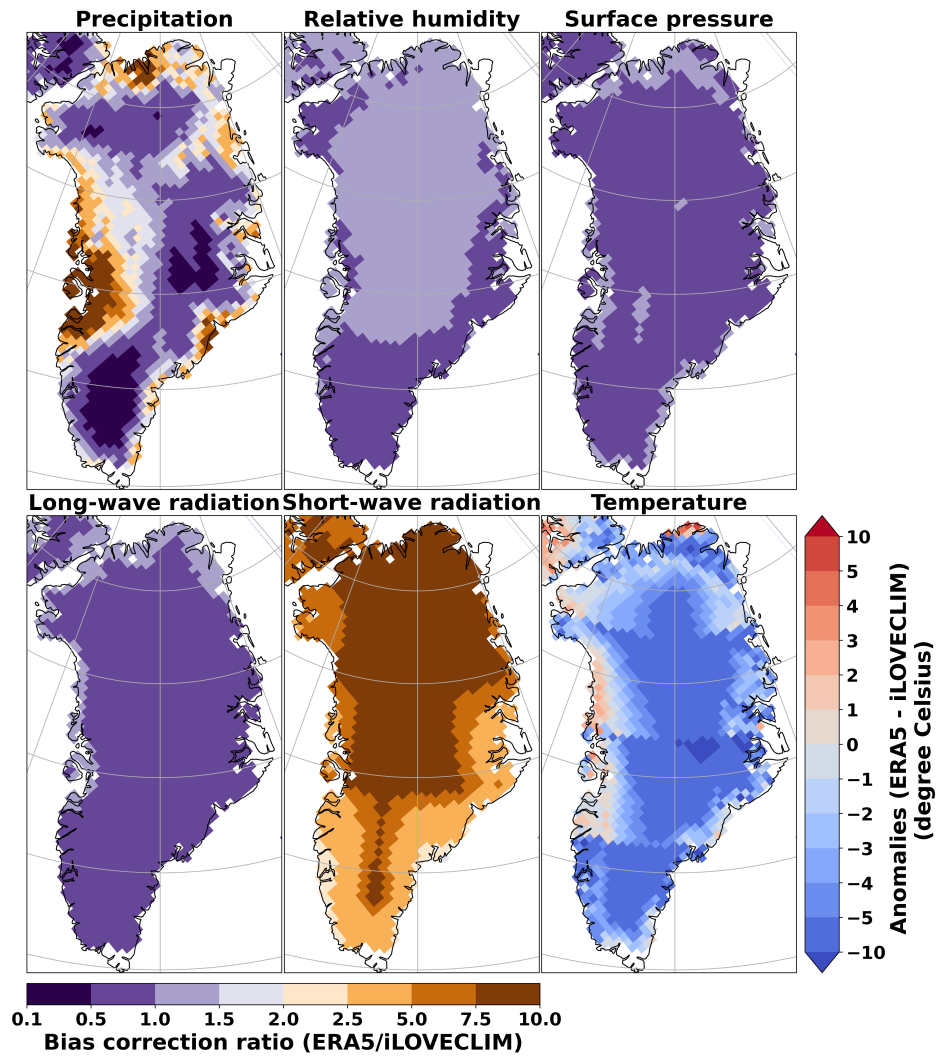 Precipitation
Relative humidity
Surface pressure
Long-wave radiation
Short-wave radiation
Temperature
10
5
4
3
2
1
0
−1
−2
−3
−4
−5
−10
Anomalies (ERA5 - iLOVECLIM)
(degree Celsius)
0.1 0.5 1.0 1.5 2.0 2.5 5.0 7.5 10.0
Bias correction ratio (ERA5/iLOVECLIM)